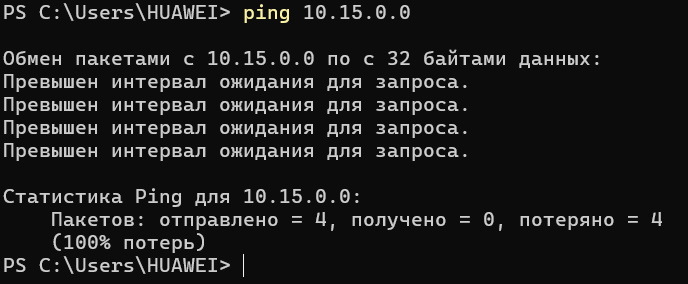 PS C:\Users\HUAWEI> ping 10.15.0.0
Обмен пакетами с 10.15.0.0 по с 32 байтами данных:
Превышен интервал ожидания для запроса.
Превышен интервал ожидания для запроса.
Превышен интервал ожидания для запроса.
Превышен интервал ожидания для запроса.
Статистика Ping для 10.15.0.0:
Пакетов: отправлено = 4, получено = 0, потеряно = 4
(100% потерь)
PS C:\Users\HUAWEI>